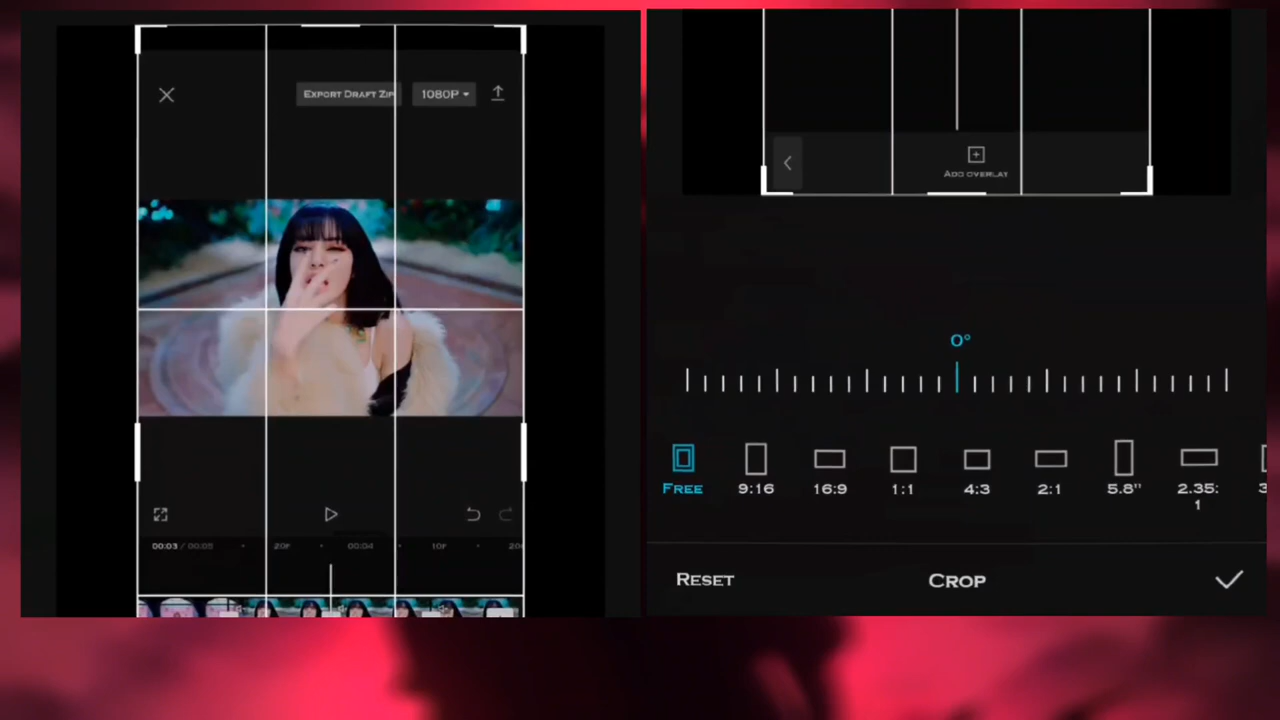 EXPORT DRAFT ZIP
1080P
00:03 / 00:05
20F
00:04
10F
ADD OVERLAY
0°
FREE
9:16
16:9
1:1
4:3
2:1
5.8"
2.35:
1
RESET
CROP